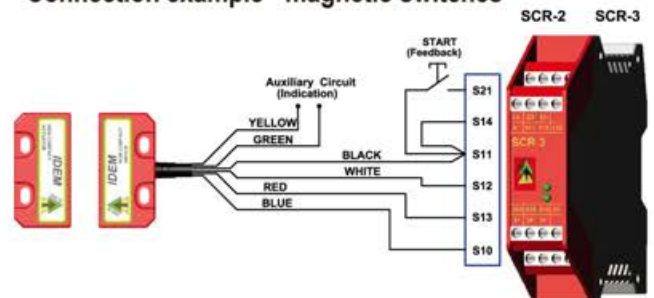 Connection example - Magnetic Switches
SCR-2 SCR-3
START
(Feedback)
Auxiliary Circuit
(Indication)
YELLOW
GREEN
BLACK
WHITE
RED
BLUE
S21
S14
S11
S12
S13
S10
IDEM
IDEM
SCR-3